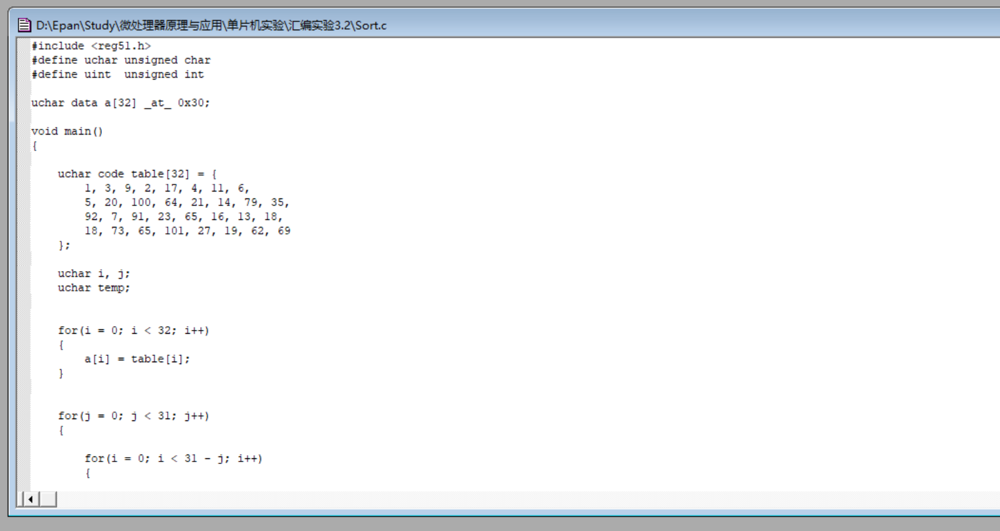 D:\Epan\Study\微处理器原理与应用\单片机实验\汇编实验3.2\Sort.c
#include <reg51.h>
#define uchar unsigned char
#define uint  unsigned int
uchar data a[32] _at_ 0x30;
void main()
{
uchar code table[32] = {
1, 3, 9, 2, 17, 4, 11, 6,
5, 20, 100, 64, 21, 14, 79, 35,
92, 7, 91, 23, 65, 16, 13, 18,
18, 73, 65, 101, 27, 19, 62, 69
};
uchar i, j;
uchar temp;
for(i = 0; i < 32; i++)
{
a[i] = table[i];
}
for(j = 0; j < 31; j++)
{
for(i = 0; i < 31 - j; i++)
{